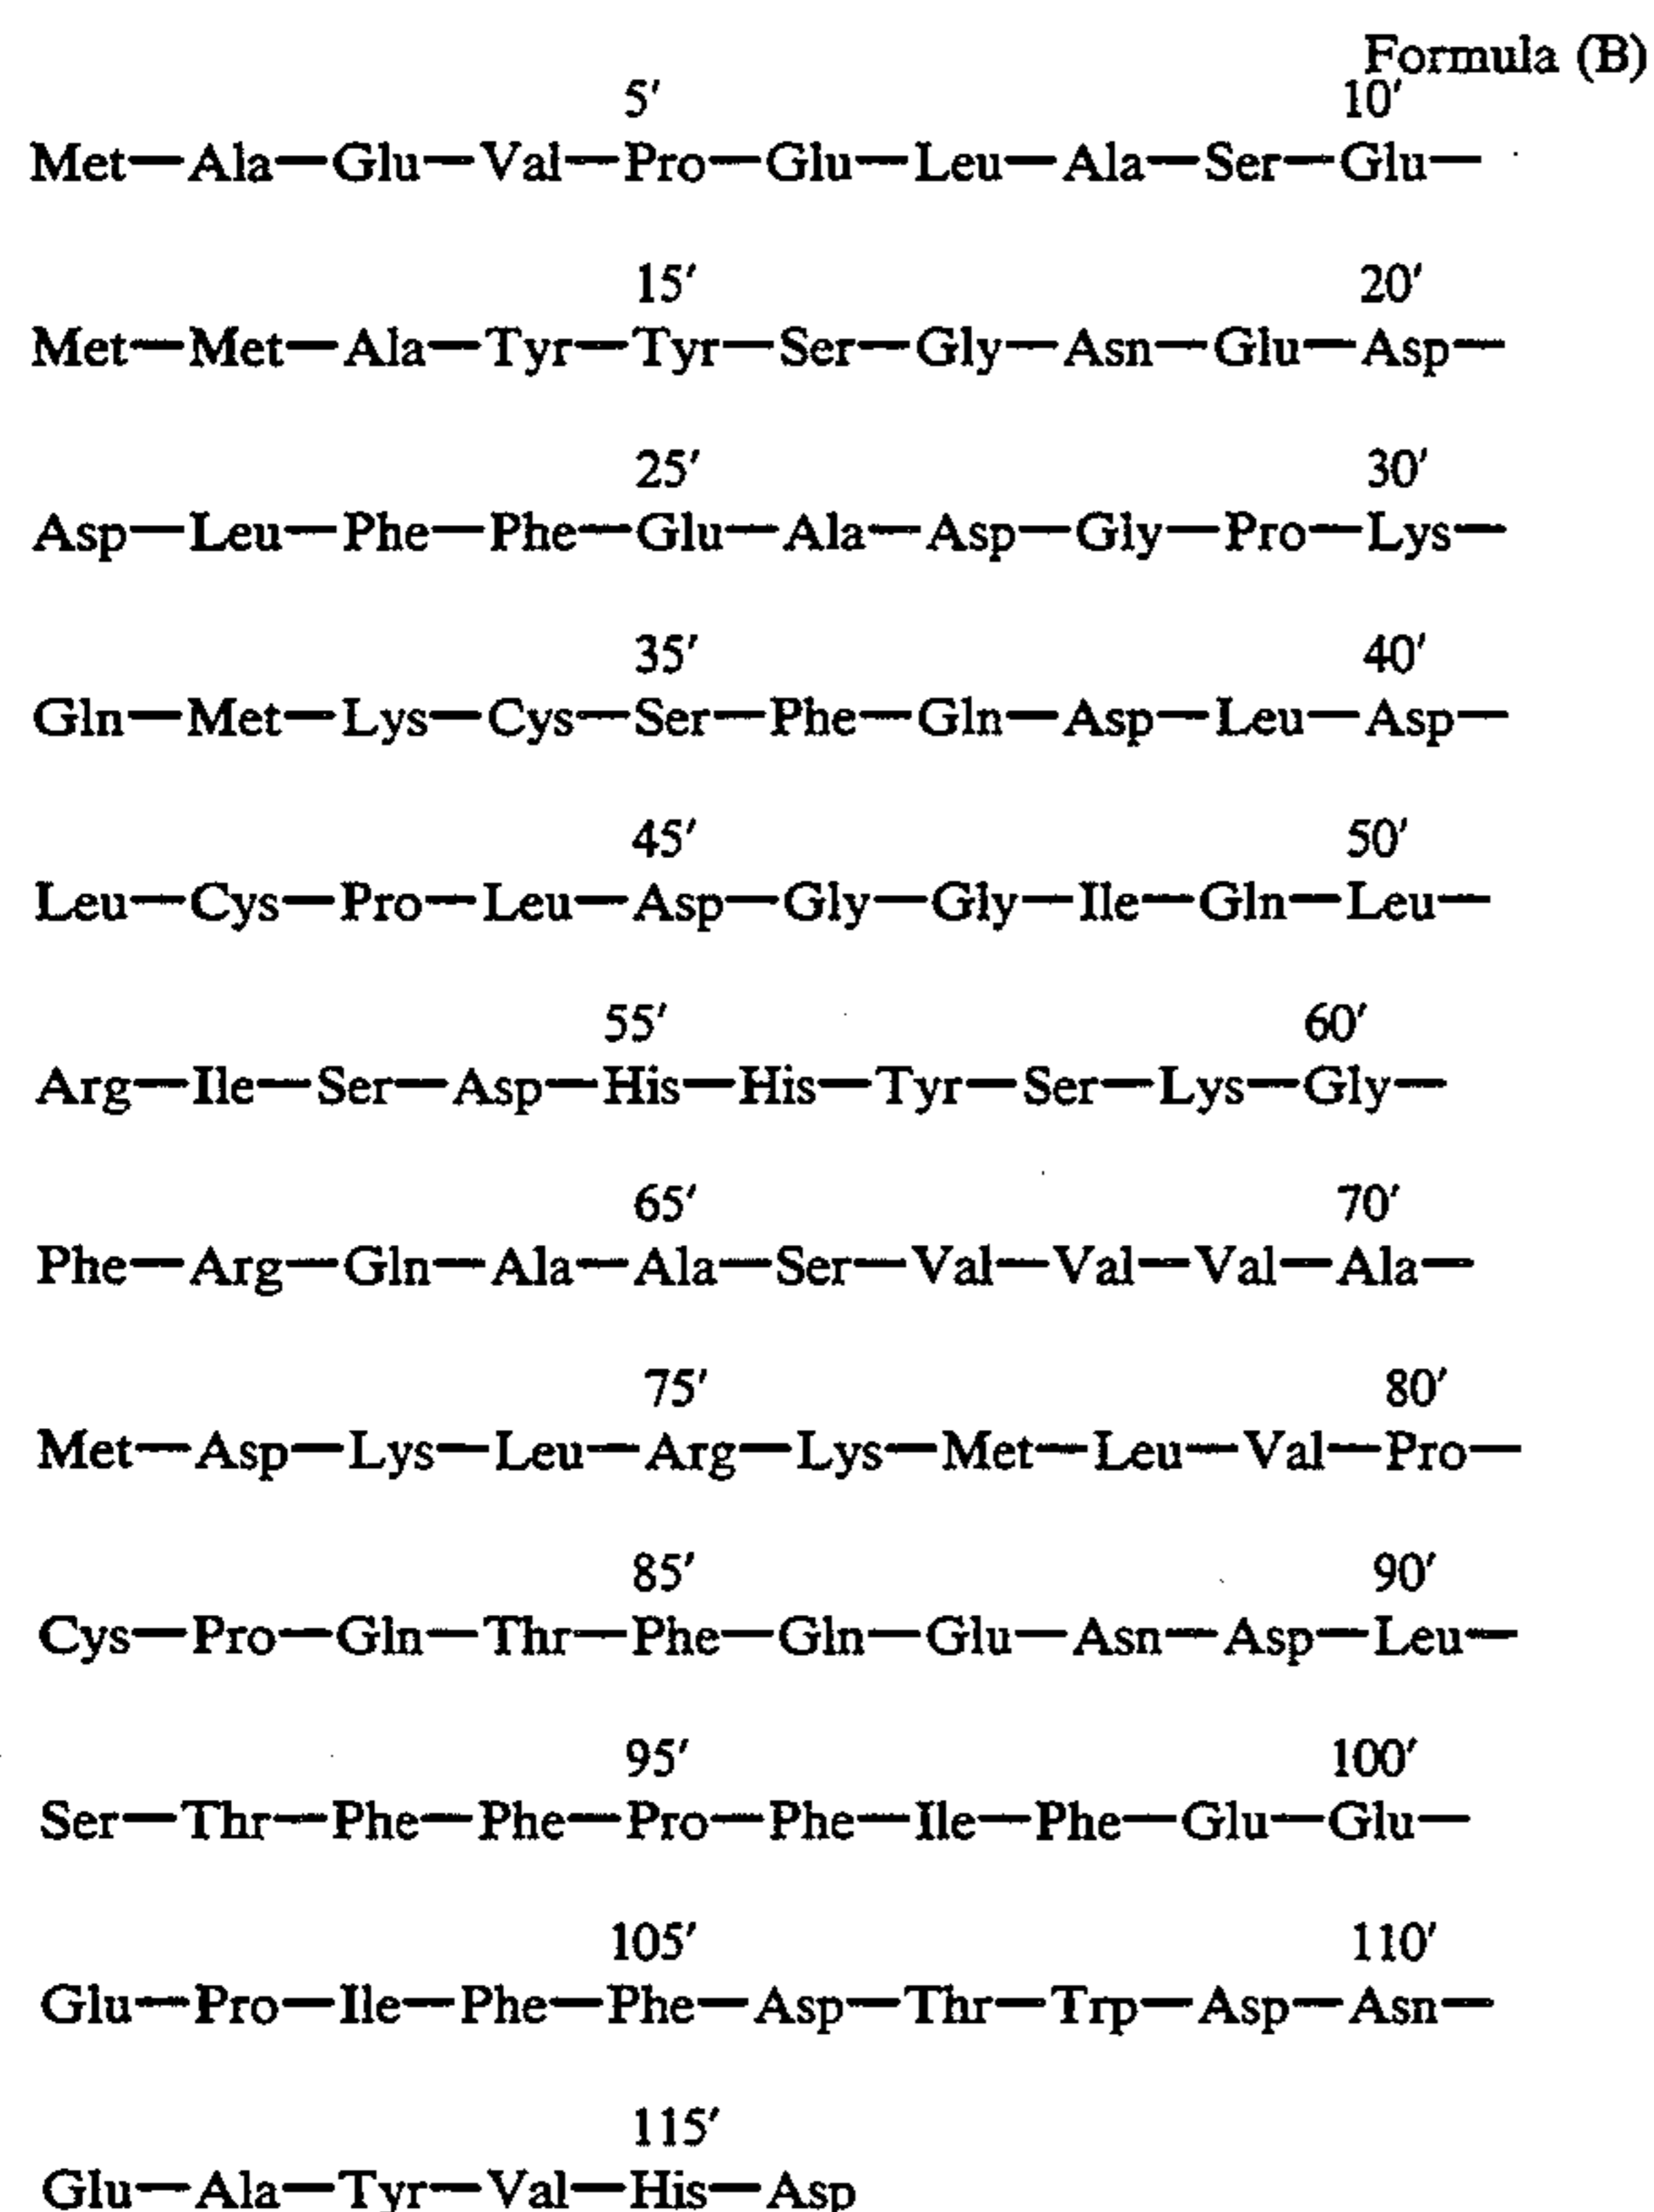 Formula (B)
5′ 10′
Met—Ala—Glu—Val—Pro—Glu—Leu—Ala—Ser—Glu—
15′ 20′
Met—Met—Ala—Tyr—Tyr—Ser—Gly—Asn—Glu—Asp—
25′ 30′
Asp—Leu—Phe—Phe—Glu—Ala—Asp—Gly—Pro—Lys—
35′ 40′
Gln—Met—Lys—Cys—Ser—Phe—Gln—Asp—Leu—Asp—
45′ 50′
Leu—Cys—Pro—Leu—Asp—Gly—Gly—Ile—Gln—Leu—
55′ 60′
Arg—Ile—Ser—Asp—His—His—Tyr—Ser—Lys—Gly—
65′ 70′
Phe—Arg—Gln—Ala—Ala—Ser—Val—Val—Val—Ala—
75′ 80′
Met—Asp—Lys—Leu—Arg—Lys—Met—Leu—Val—Pro—
85′ 90′
Cys—Pro—Gln—Thr—Phe—Gln—Glu—Asn—Asp—Leu—
95′ 100′
Ser—Thr—Phe—Phe—Pro—Phe—Ile—Phe—Glu—Glu—
105′ 110′
Glu—Pro—Ile—Phe—Phe—Asp—Thr—Trp—Asp—Asn—
115′
Glu—Ala—Tyr—Val—His—Asp